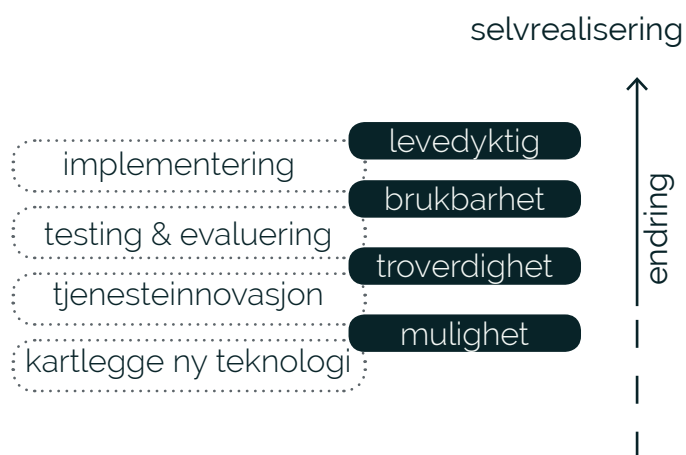 selvrealisering
levedyktig
implementering
brukbarhet
endring
testing & evaluering
troverdighet
tjenesteinnovasjon
mulighet
kartlegge ny teknologi